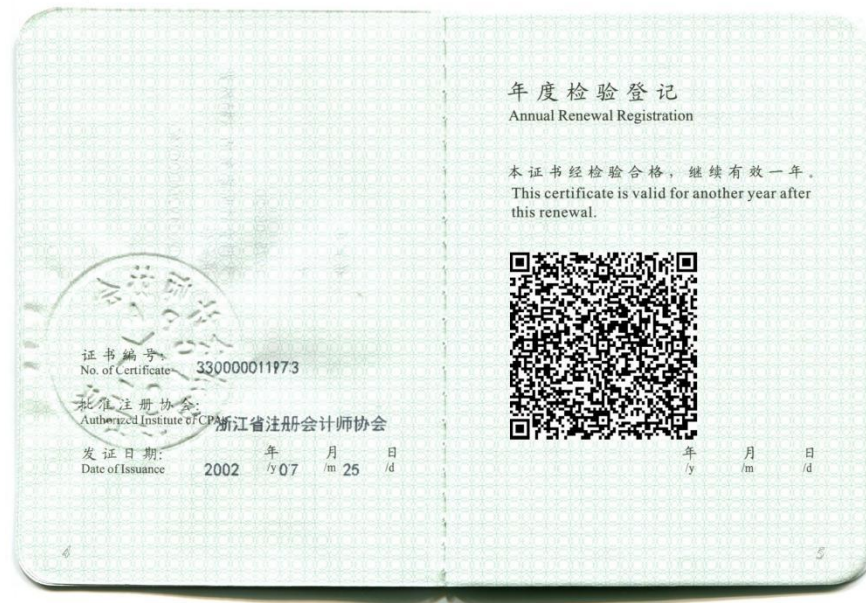 证书编号:
No. of Certificate 330000011973
批准注册协会:
Authorized Institute of CPAs 浙江省注册会计师协会
发证日期: 年 月 日
Date of Issuance 2002 /y 07 /m 25 /d
年度检验登记
Annual Renewal Registration
本证书经检验合格，继续有效一年。
This certificate is valid for another year after
this renewal.
年 月 日
/y /m /d
5